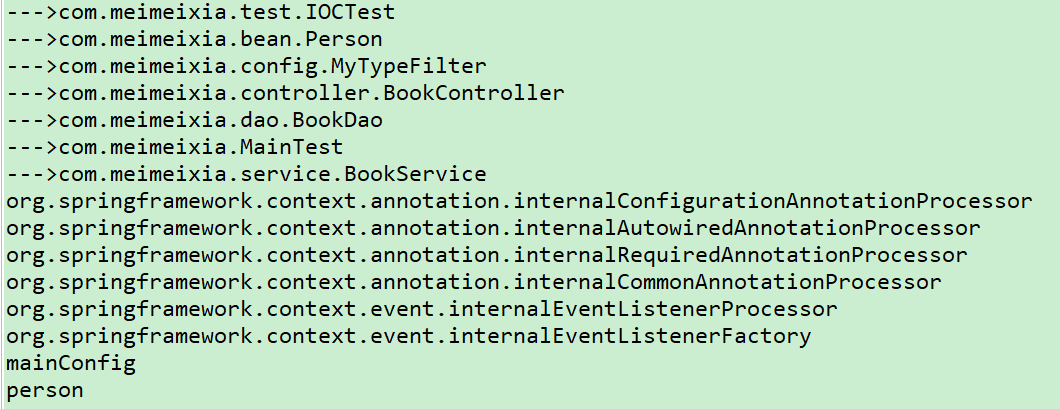 --->com.meimeixia.test.IOCTest
--->com.meimeixia.bean.Person
--->com.meimeixia.config.MyTypeFilter
--->com.meimeixia.controller.BookController
--->com.meimeixia.dao.BookDao
--->com.meimeixia.MainTest
--->com.meimeixia.service.BookService
org.springframework.context.annotation.internalConfigurationAnnotationProcessor
org.springframework.context.annotation.internalAutowiredAnnotationProcessor
org.springframework.context.annotation.internalRequiredAnnotationProcessor
org.springframework.context.annotation.internalCommonAnnotationProcessor
org.springframework.context.event.internalEventListenerProcessor
org.springframework.context.event.internalEventListenerFactory
mainConfig
person